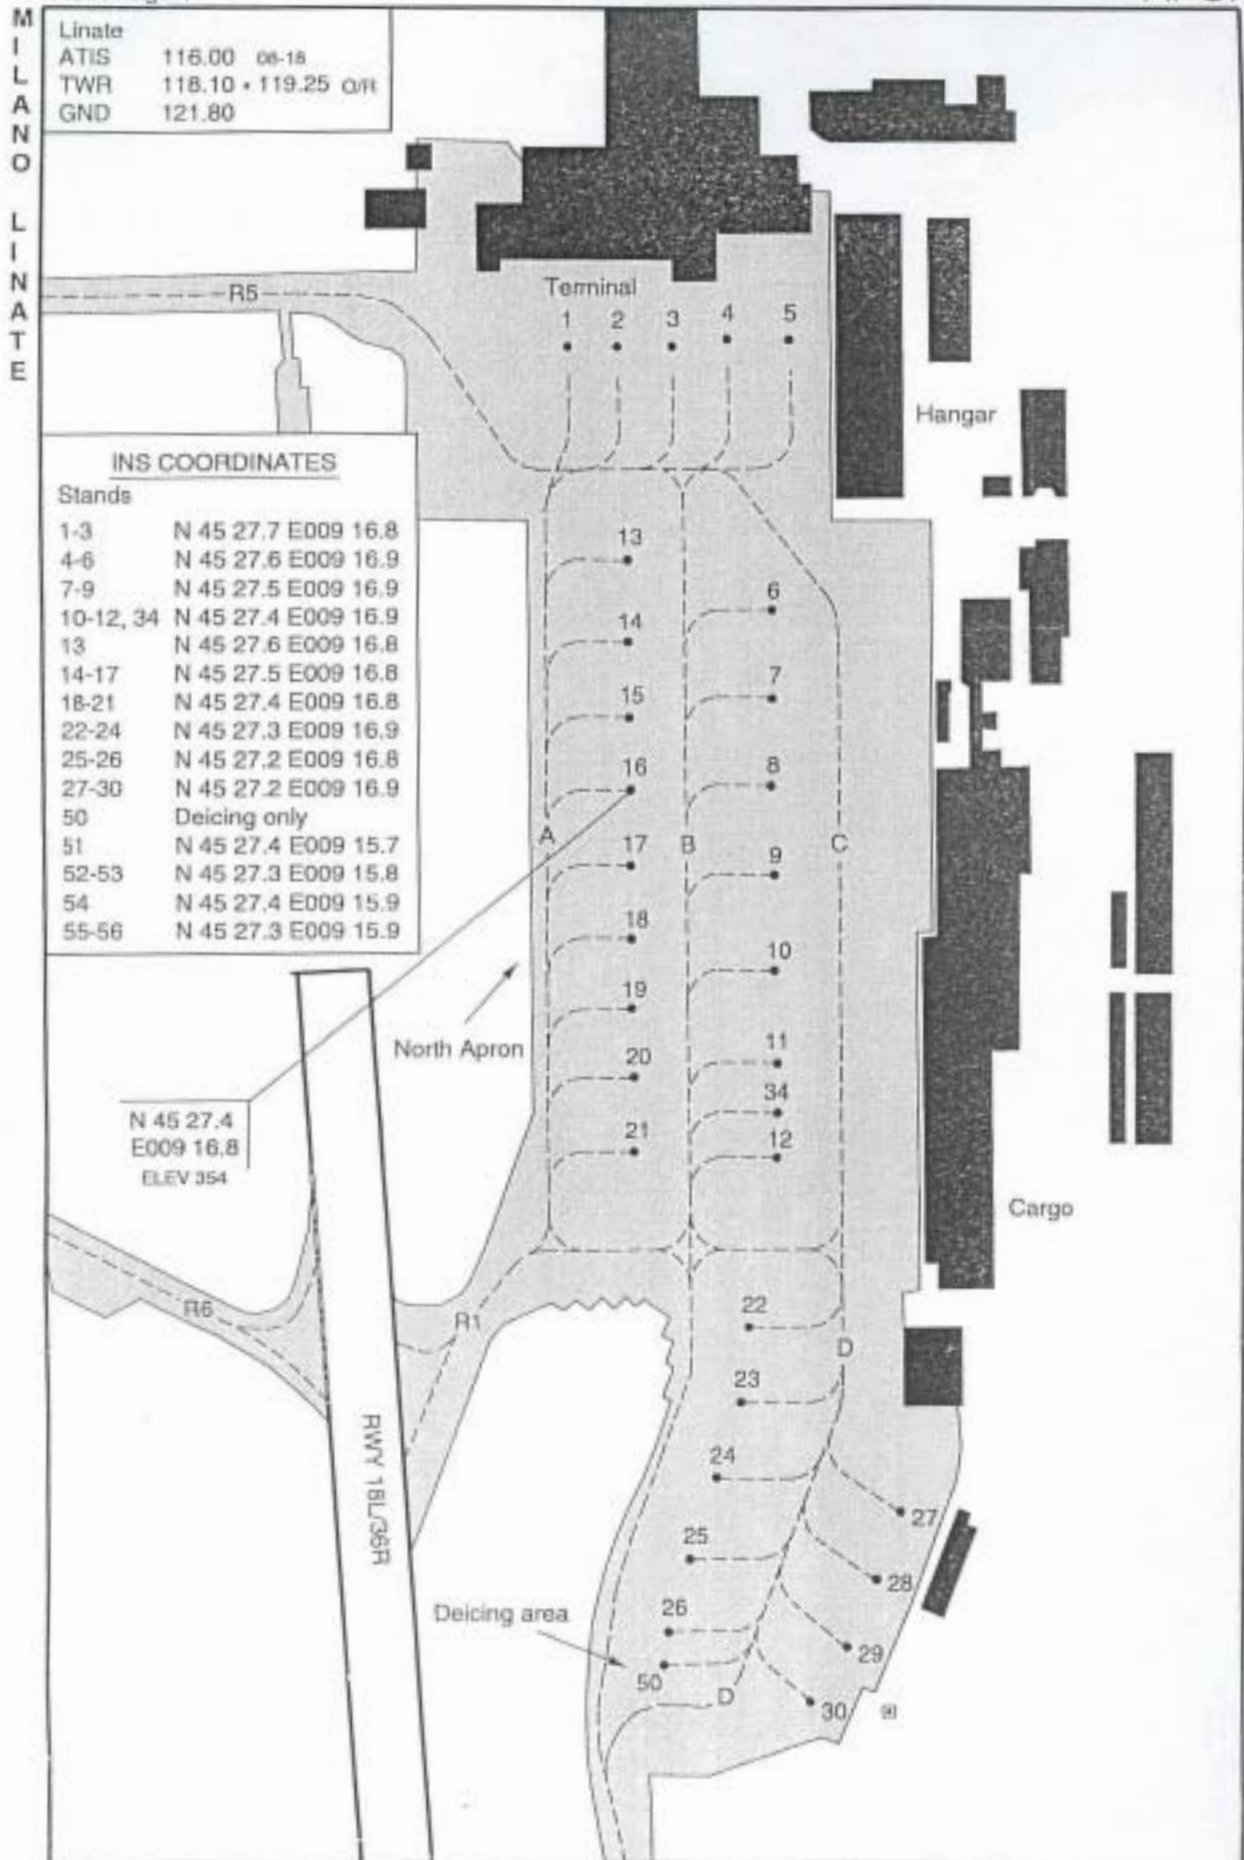 MILANO LINATE
Linate
ATIS 116.00 08-18
TWR 118.10 • 119.25 O/R
GND 121.80
R5
Terminal
1 2 3 4 5
Hangar
INS COORDINATES
Stands
1-3 N 45 27.7 E009 16.8
4-6 N 45 27.6 E009 16.9
7-9 N 45 27.5 E009 16.9
10-12, 34 N 45 27.4 E009 16.9
13 N 45 27.6 E009 16.8
14-17 N 45 27.5 E009 16.8
18-21 N 45 27.4 E009 16.8
22-24 N 45 27.3 E009 16.9
25-26 N 45 27.2 E009 16.8
27-30 N 45 27.2 E009 16.9
50 Deicing only
51 N 45 27.4 E009 15.7
52-53 N 45 27.3 E009 15.8
54 N 45 27.4 E009 15.9
55-56 N 45 27.3 E009 15.9
13
6
14
7
15
16
8
A
B
C
17
9
18
10
19
North Apron
11
20
34
21
12
N 45 27.4
E009 16.8
ELEV 354
Cargo
R6
R1
22
D
23
RWY 18L/36R
24
27
25
28
Deicing area
26
29
50
D
30